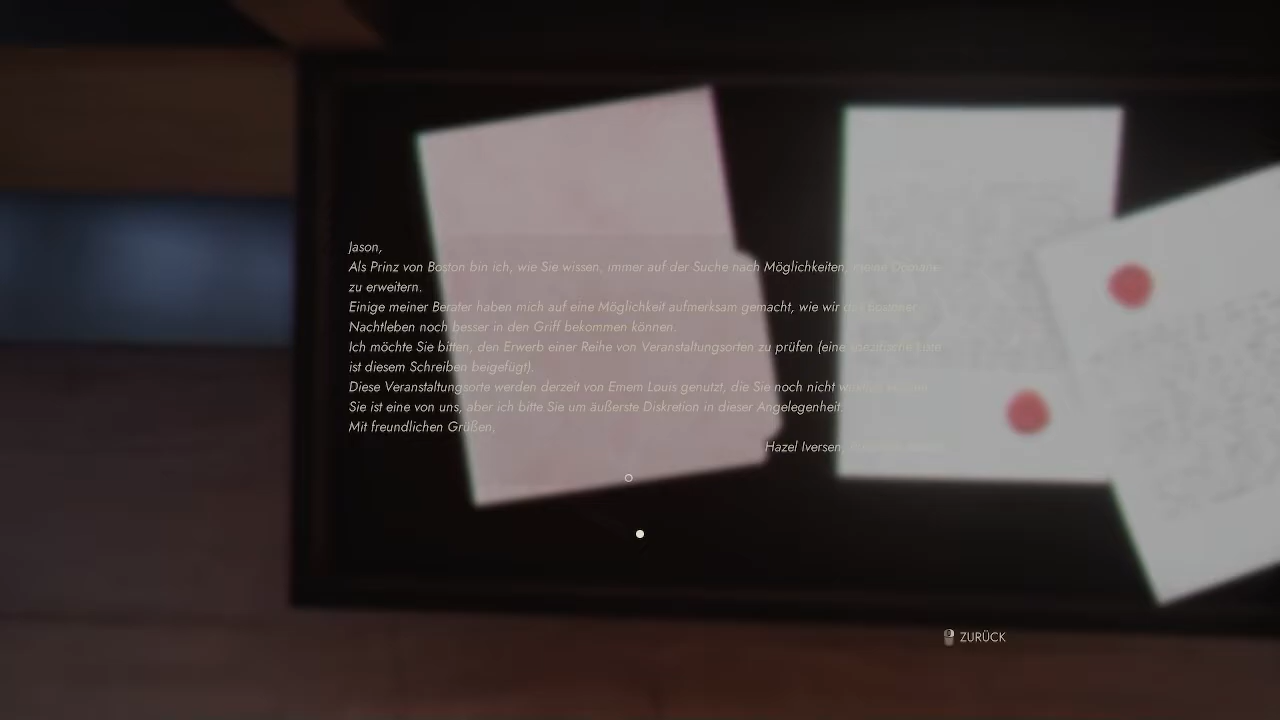 Jason,
Als Prinz von Boston bin ich, wie Sie wissen, immer auf der Suche nach Möglichkeiten, meine Domäne
zu erweitern.
Einige meiner Berater haben mich auf eine Möglichkeit aufmerksam gemacht, wie wir das Bostoner
Nachtleben noch besser in den Griff bekommen können.
Ich möchte Sie bitten, den Erwerb einer Reihe von Veranstaltungsorten zu prüfen (eine spezifische Liste
ist diesem Schreiben beigefügt).
Diese Veranstaltungsorte werden derzeit von Emem Louis genutzt, die Sie noch nicht
Sie ist eine von uns, aber ich bitte Sie um äußerste Diskretion in dieser Angelegenheit.
Mit freundlichen Grüßen,
Hazel Iversen,
ZURÜCK